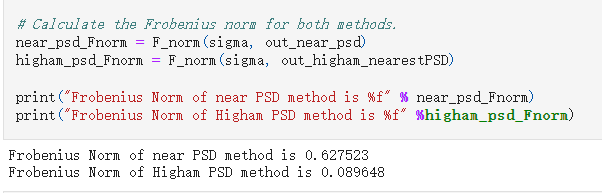 # Calculate the Frobenius norm for both methods.
near_psd_Fnorm = F_norm(sigma, out_near_psd)
higham_psd_Fnorm = F_norm(sigma, out_higham_nearestPSD)
print("Frobenius Norm of near PSD method is %f" % near_psd_Fnorm)
print("Frobenius Norm of Higham PSD method is %f" %higham_psd_Fnorm)
Frobenius Norm of near PSD method is 0.627523
Frobenius Norm of Higham PSD method is 0.089648